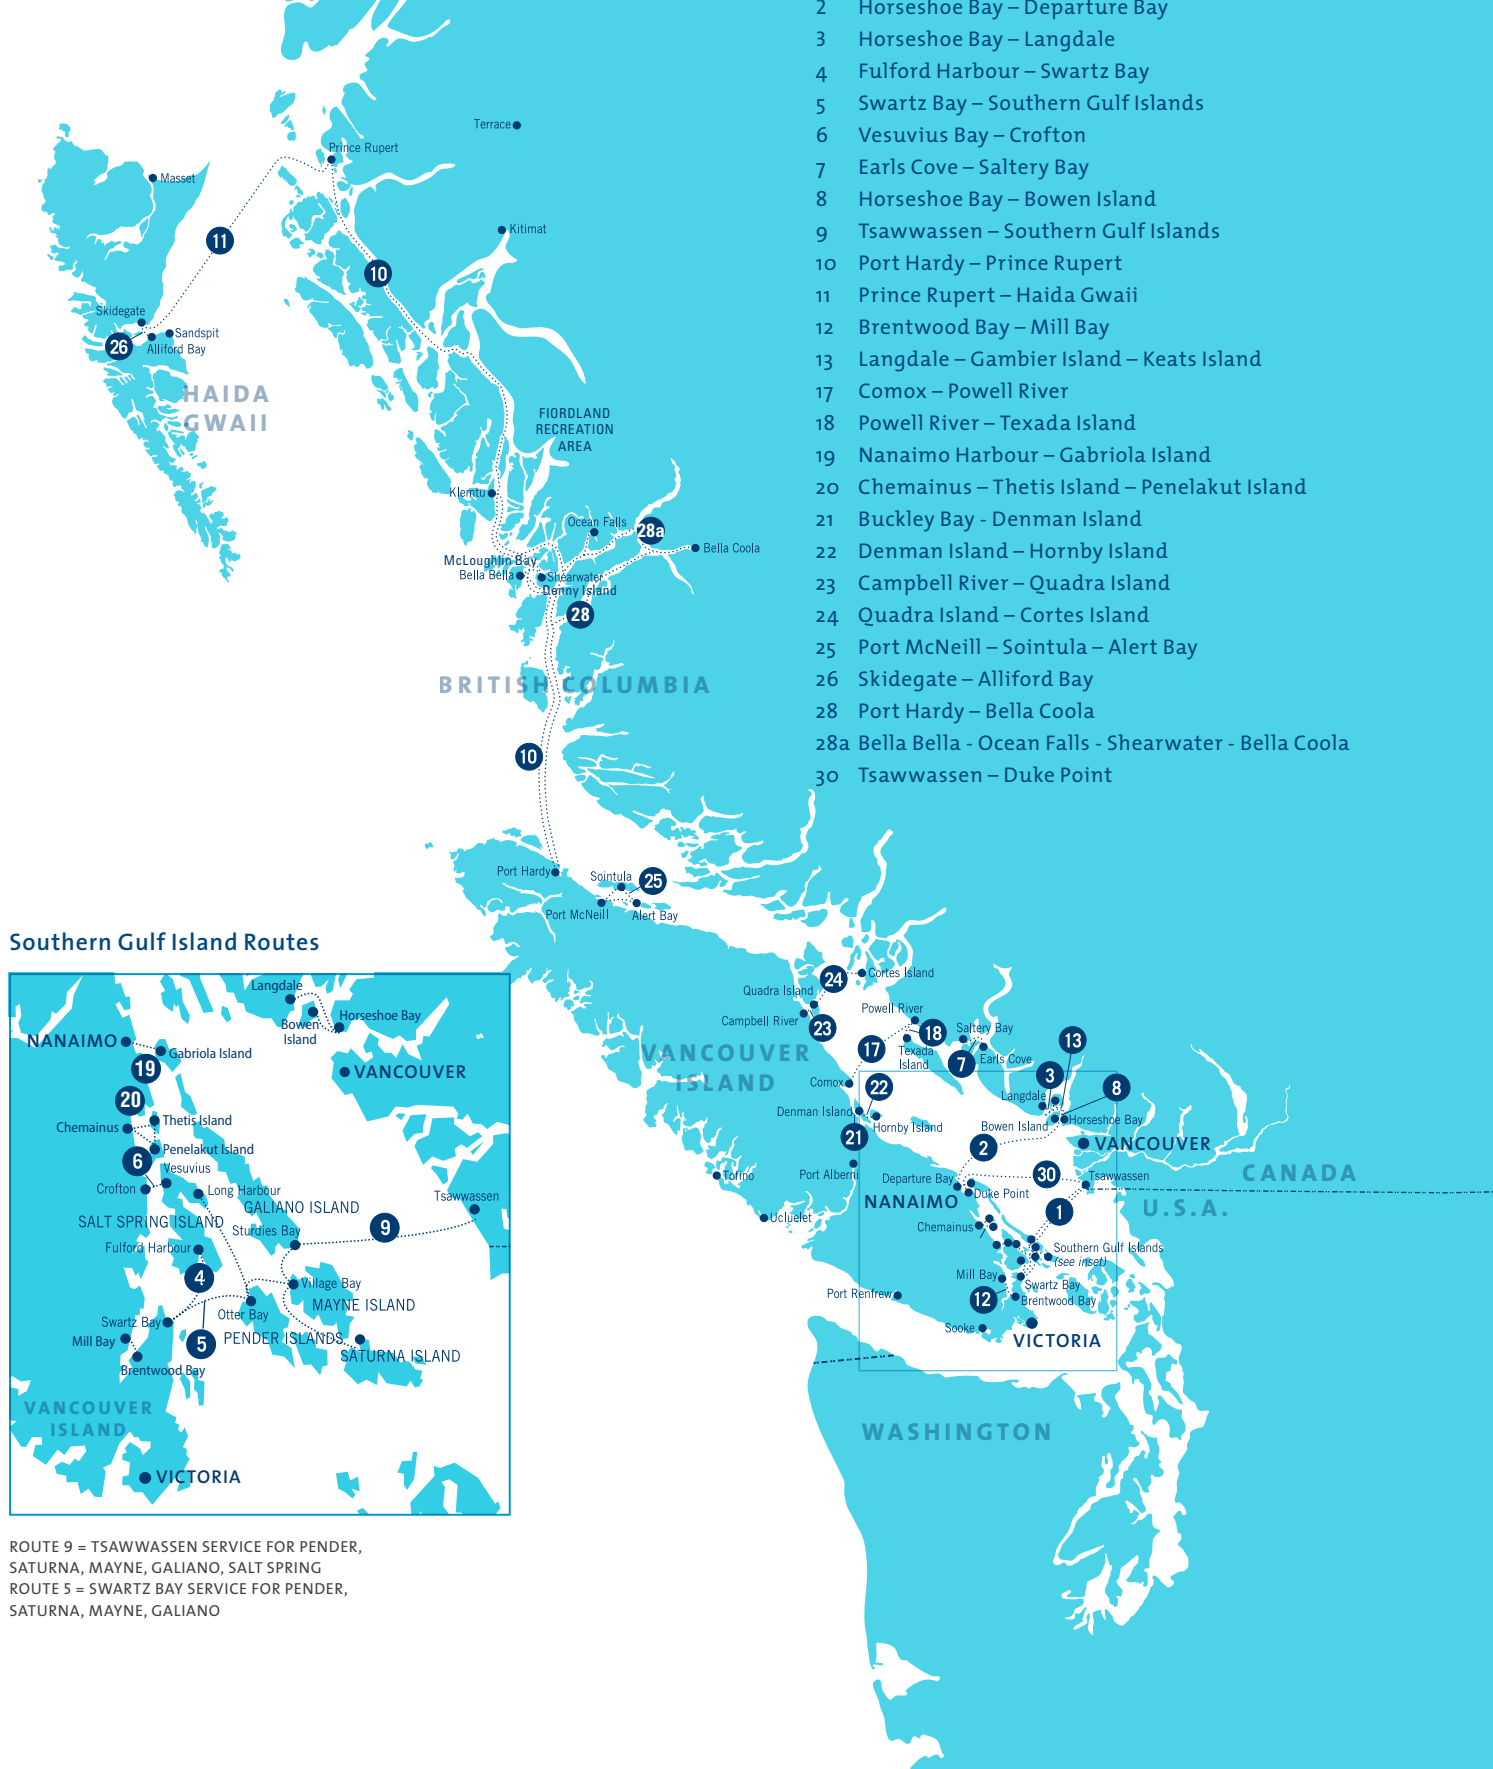 2 Horseshoe Bay – Departure Bay
3 Horseshoe Bay – Langdale
4 Fulford Harbour – Swartz Bay
5 Swartz Bay – Southern Gulf Islands
6 Vesuvius Bay – Crofton
7 Earls Cove – Saltery Bay
8 Horseshoe Bay – Bowen Island
9 Tsawwassen – Southern Gulf Islands
10 Port Hardy – Prince Rupert
11 Prince Rupert – Haida Gwaii
12 Brentwood Bay – Mill Bay
13 Langdale – Gambier Island – Keats Island
17 Comox – Powell River
18 Powell River – Texada Island
19 Nanaimo Harbour – Gabriola Island
20 Chemainus – Thetis Island – Penelakut Island
21 Buckley Bay - Denman Island
22 Denman Island – Hornby Island
23 Campbell River – Quadra Island
24 Quadra Island – Cortes Island
25 Port McNeill – Sointula – Alert Bay
26 Skidegate – Alliford Bay
28 Port Hardy – Bella Coola
28a Bella Bella - Ocean Falls - Shearwater - Bella Coola
30 Tsawwassen – Duke Point
Terrace
Prince Rupert
Masset
Kitimat
11
10
Skidegate
Sandspit
26
Alliford Bay
HAIDA
GWAII
FIORDLAND
RECREATION
AREA
Klemtu
Ocean Falls
28a
Bella Coola
McLoughlin Bay
Bella Bella
Shearwater
Denny Island
28
BRITISH COLUMBIA
10
Port Hardy
Sointula
25
Port McNeill
Alert Bay
24
Cortes Island
Quadra Island
Campbell River
23
Powell River
18
Saltery Bay
17
Texada
Island
7
Earls Cove
13
VANCOUVER
ISLAND
Comox
22
3
8
Langdale
Denman Island
Hornby Island
Bowen Island
Horseshoe Bay
21
2
VANCOUVER
Port Alberni
30
Tofino
Departure Bay
Tsawwassen
CANADA
NANAIMO
Duke Point
U.S.A.
1
Ucluelet
Chemainus
Southern Gulf Islands
(see inset)
Mill Bay
Swartz Bay
12
Brentwood Bay
Port Renfrew
Sooke
VICTORIA
WASHINGTON
Southern Gulf Island Routes
Langdale
Bowen
Island
Horseshoe Bay
NANAIMO
Gabriola Island
19
VANCOUVER
20
Thetis Island
Chemainus
Penelakut Island
6
Vesuvius
Crofton
Long Harbour
Tsawwassen
GALIANO ISLAND
SALT SPRING ISLAND
Sturdies Bay
9
Fulford Harbour
4
Village Bay
MAYNE ISLAND
Otter Bay
Swartz Bay
5
PENDER ISLANDS
Mill Bay
SATURNA ISLAND
Brentwood Bay
VANCOUVER
ISLAND
VICTORIA
ROUTE 9 = TSAWWASSEN SERVICE FOR PENDER,
SATURNA, MAYNE, GALIANO, SALT SPRING
ROUTE 5 = SWARTZ BAY SERVICE FOR PENDER,
SATURNA, MAYNE, GALIANO